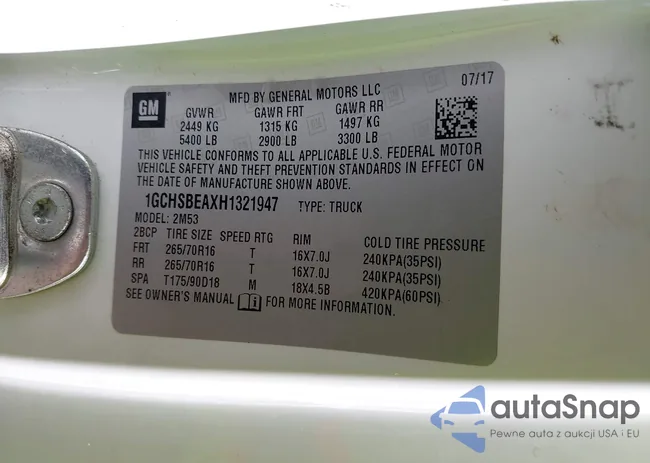 GM
MFD BY GENERAL MOTORS LLC
07/17
GVWR GAWR FRT GAWR RR
2449 KG 1315 KG 1497 KG
5400 LB 2900 LB 3300 LB
THIS VEHICLE CONFORMS TO ALL APPLICABLE U.S. FEDERAL MOTOR
VEHICLE SAFETY AND THEFT PREVENTION STANDARDS IN EFFECT ON
THE DATE OF MANUFACTURE SHOWN ABOVE.
1GCHSBEAXH1321947 TYPE: TRUCK
MODEL: 2M53
2BCP TIRE SIZE SPEED RTG RIM COLD TIRE PRESSURE
FRT 265/70R16 T 16X7.0J 240KPA(35PSI)
RR 265/70R16 T 16X7.0J 240KPA(35PSI)
SPA T175/90D18 M 18X4.5B 420KPA(60PSI)
SEE OWNER'S MANUAL FOR MORE INFORMATION.
autoSnap
Pewne auta z aukcji USA i EU